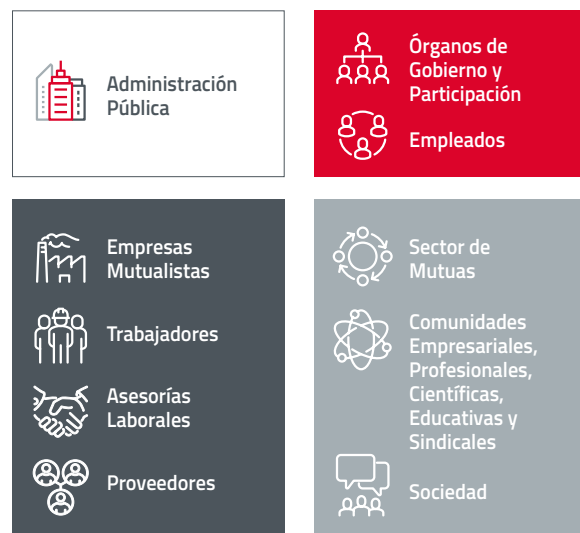 Administración
Pública
Órganos de
Gobierno y
Participación
Empleados
Empresas
Mutualistas
Trabajadores
Asesorías
Laborales
Proveedores
Sector de
Mutuas
Comunidades
Empresariales,
Profesionales,
Científicas,
Educativas y
Sindicales
Sociedad